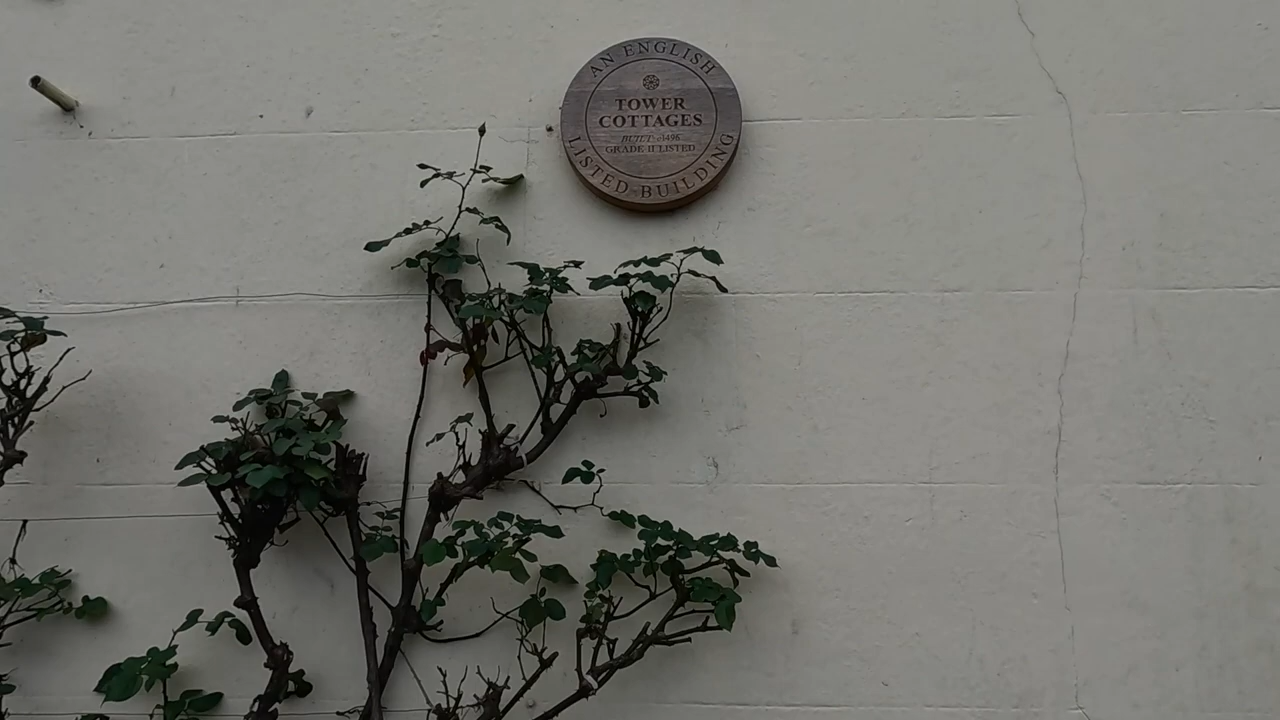 AN ENGLISH
TOWER
COTTAGES
BUILT c1496
GRADE II LISTED
LISTED BUILDING